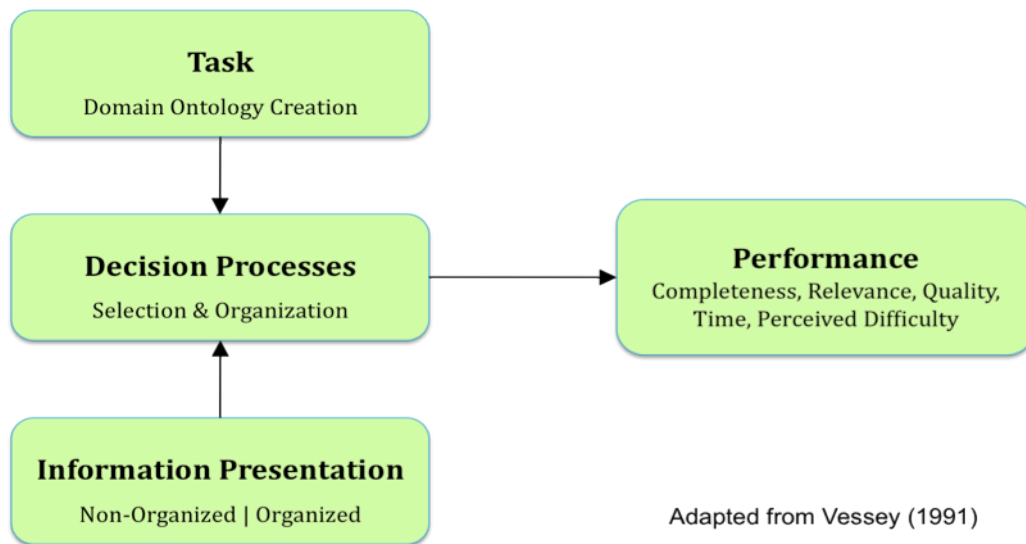 Task
Domain Ontology Creation
Decision Processes
Selection & Organization
Performance
Completeness, Relevance, Quality,
Time, Perceived Difficulty
Information Presentation
Non-Organized | Organized
Adapted from Vessey (1991)